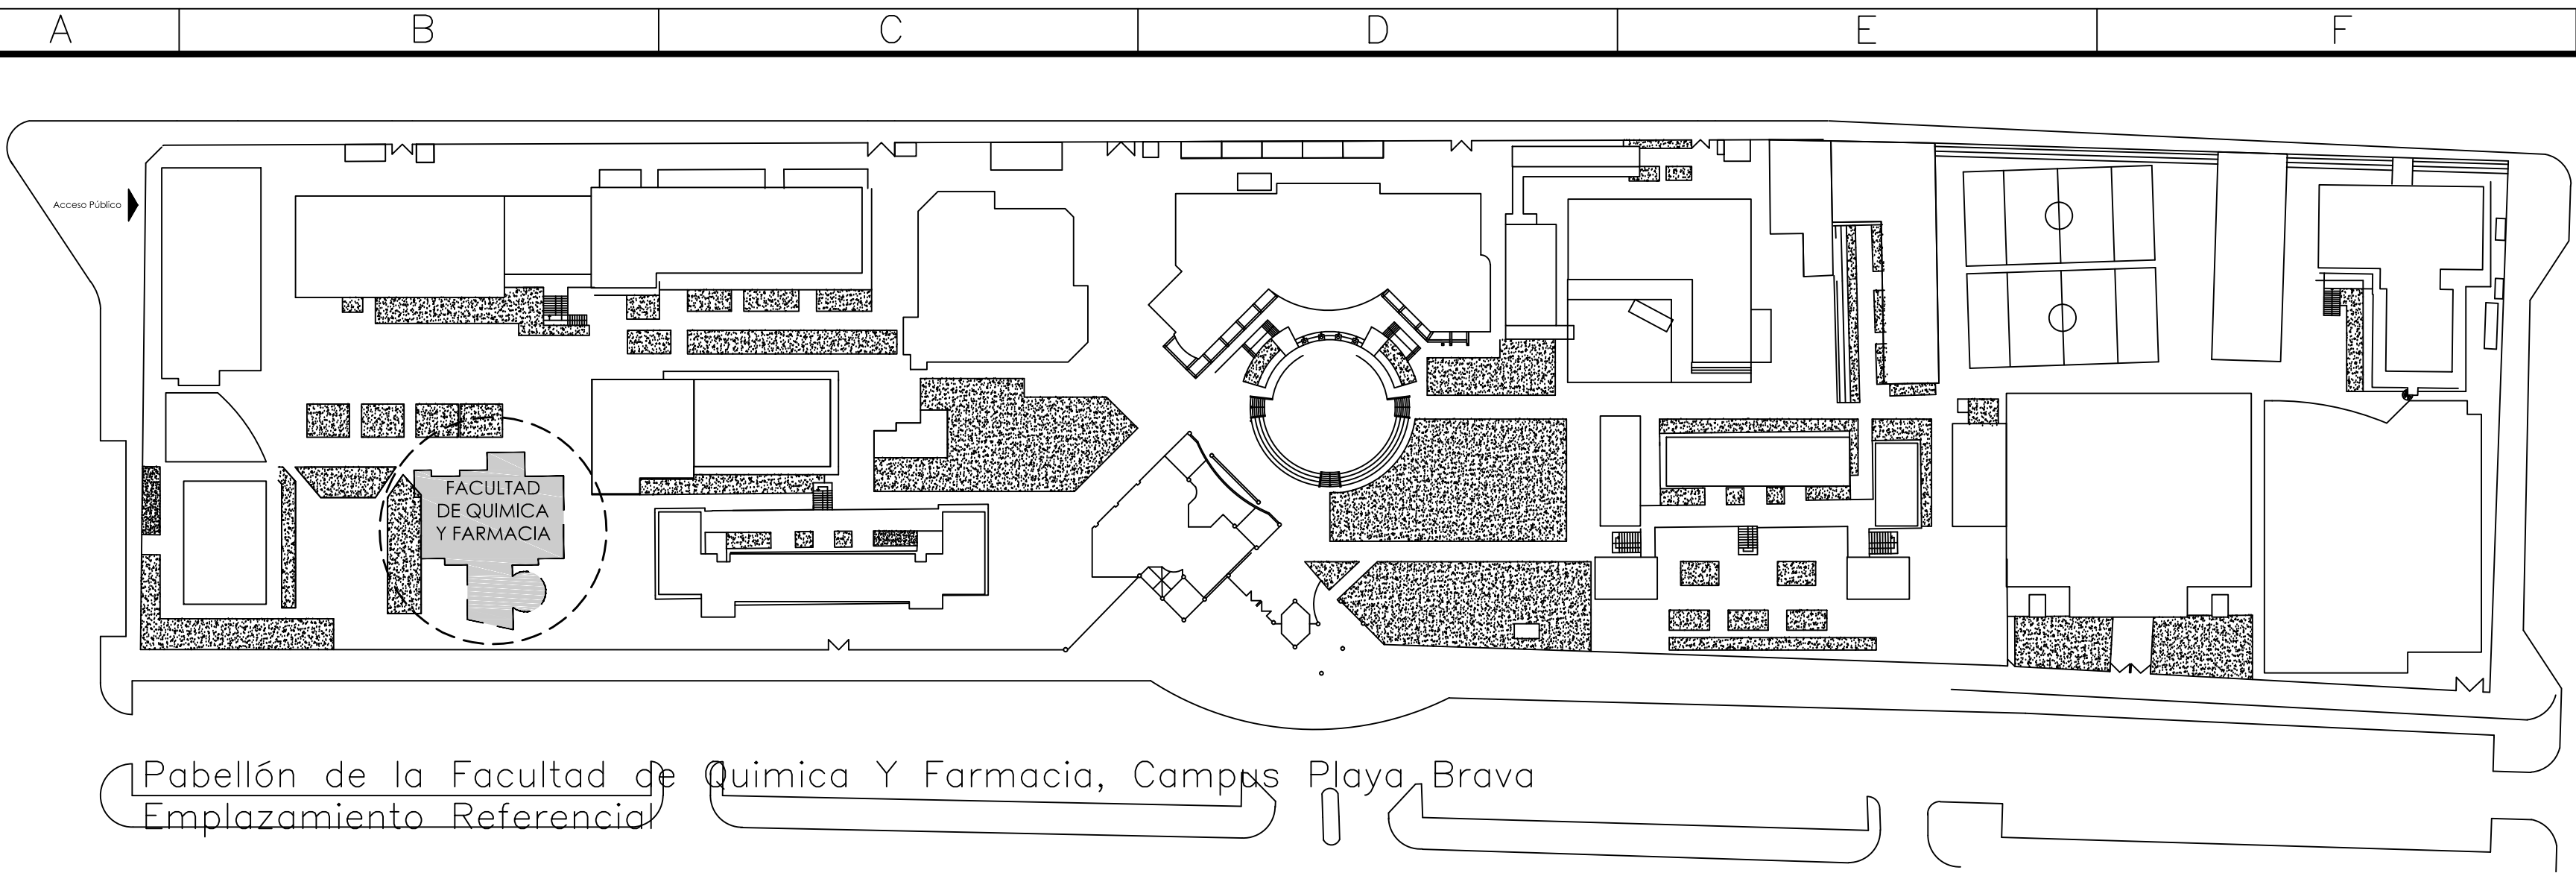 A B C D E F
Acceso Público
FACULTAD
DE QUIMICA
Y FARMACIA
Pabellón de la Facultad de Quimica Y Farmacia, Campus Playa Brava
Emplazamiento Referencial